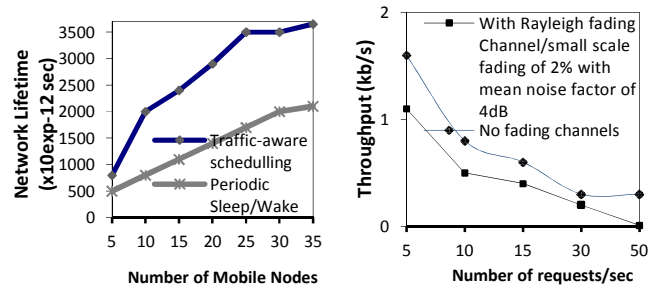 Network Lifetime
(x10exp-12 sec)
3500
3000
2500
2000
1500
1000
500
0
Traffic-aware
schedulling
Periodic
Sleep/Wake
5 10 15 20 25 30 35
Number of Mobile Nodes
Throughput (kb/s)
2
1
0
With Rayleigh fading
Channel/small scale
fading of 2% with
mean noise factor of
4dB
No fading channels
5 10 15 30 50
Number of requests/sec